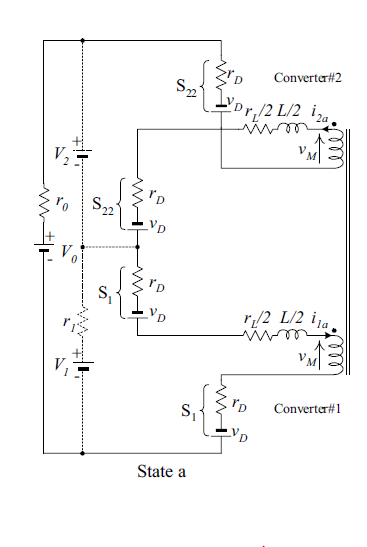 S22 { rD Converter#2
vD rL/2 L/2 i2a
+ V2 -
vM
r0 S22 { rD
vD
+ V0 -
S1 { rD
vD rL/2 L/2 i1a
r1
+ V1 -
vM
S1 { rD Converter#1
vD
State a